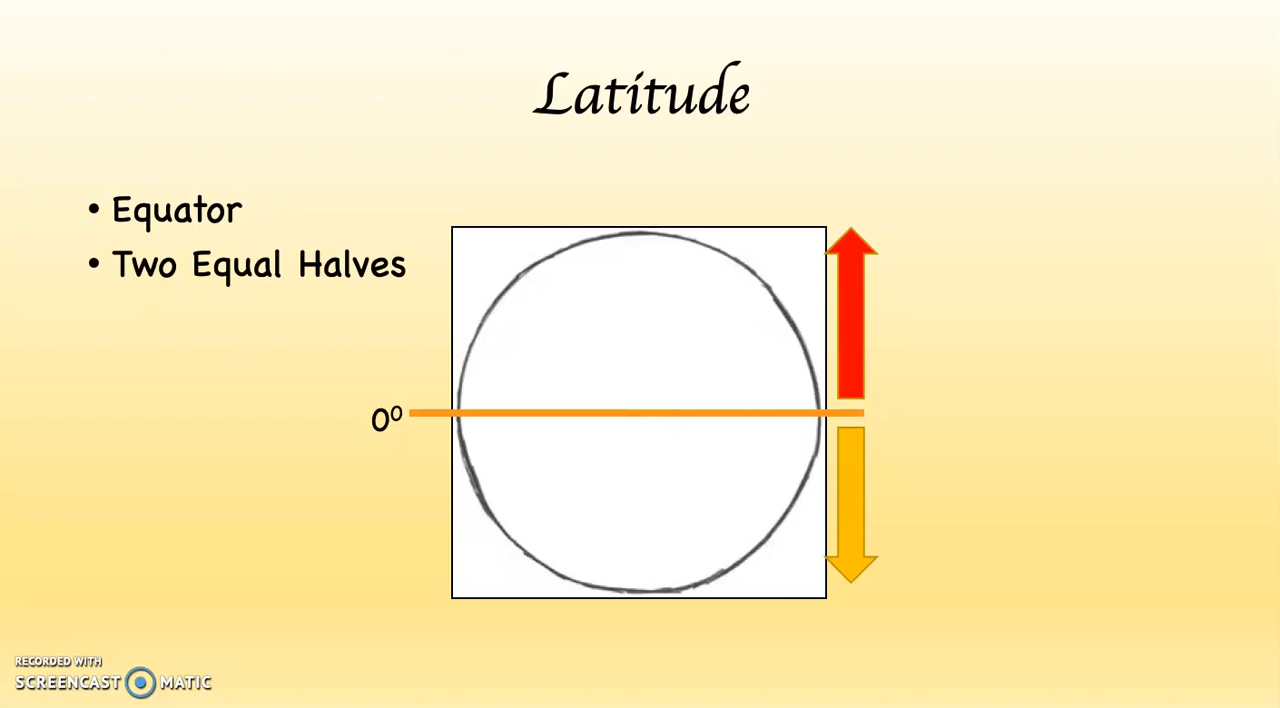 Latitude
• Equator
• Two Equal Halves
0⁰
RECORDED WITH
SCREENCAST MATIC